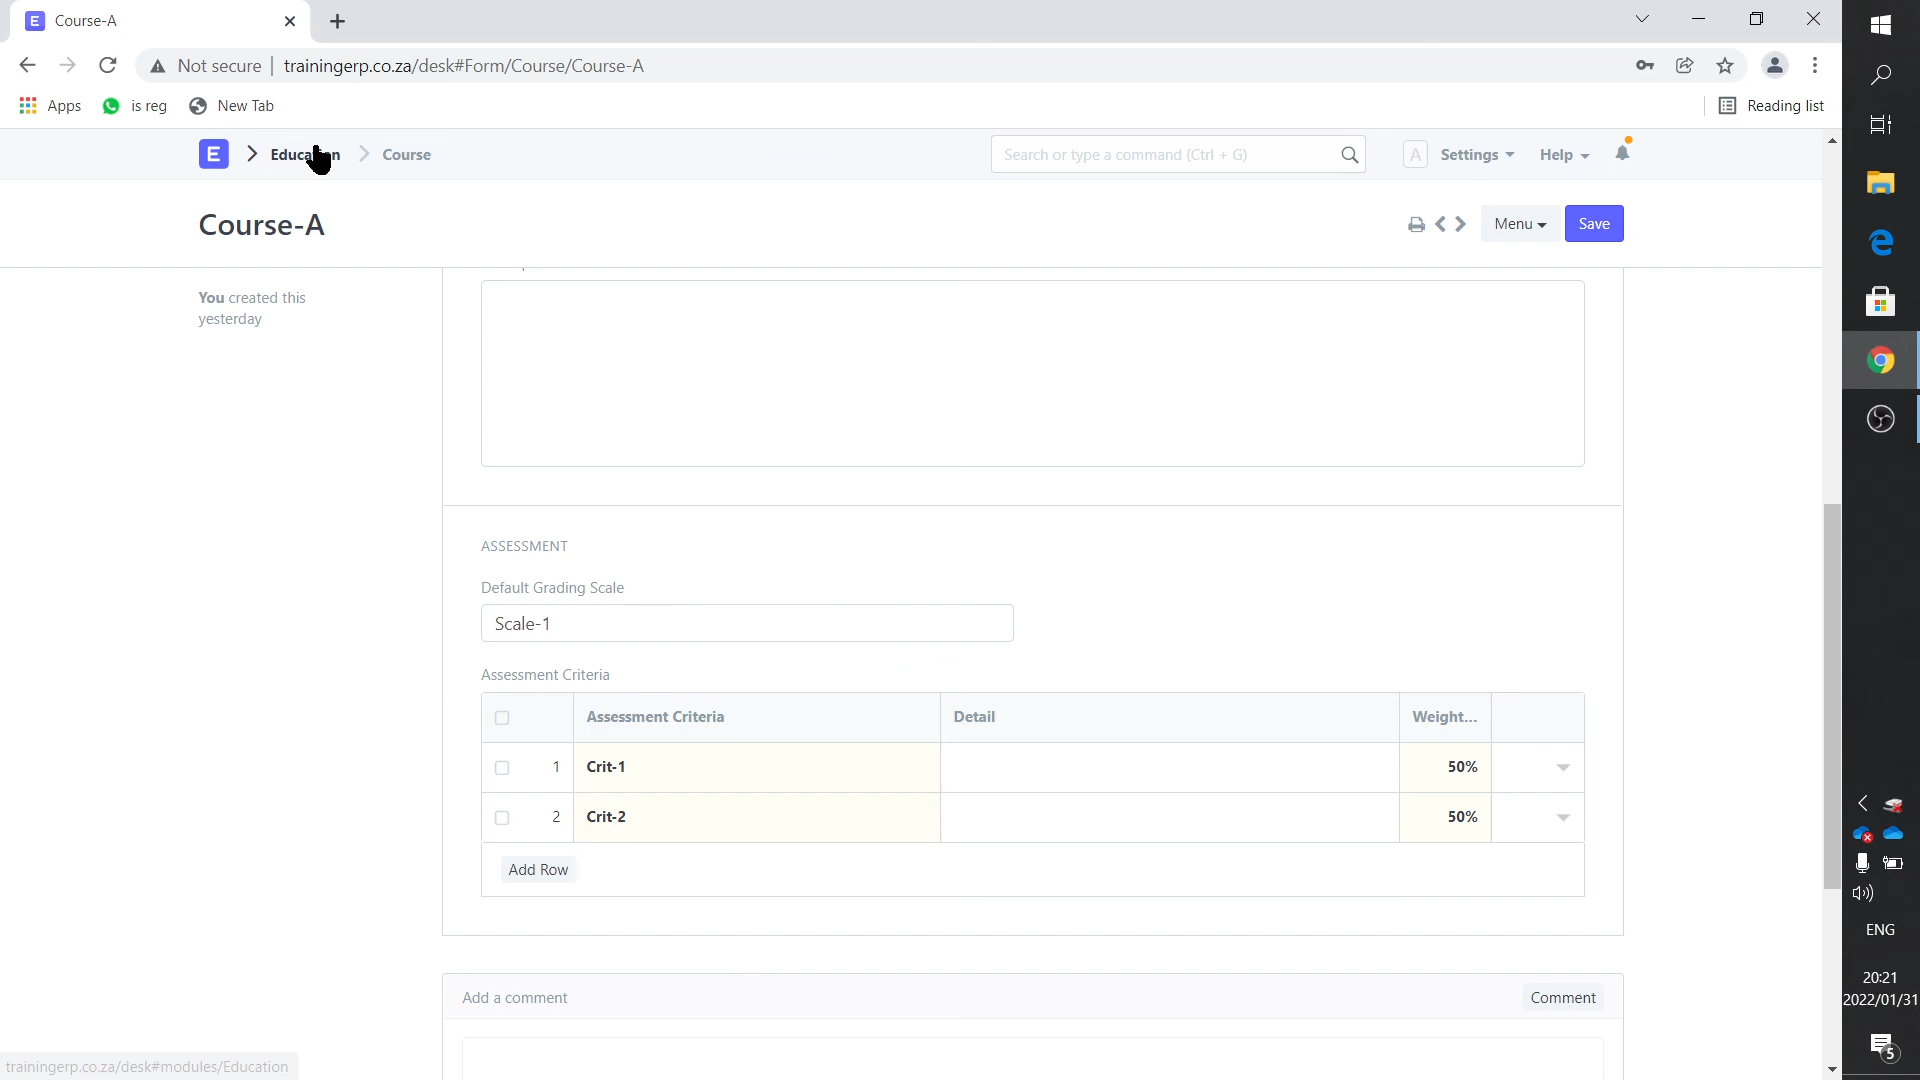 E Course-A
Not secure trainingerp.co.za/desk#Form/Course/Course-A
Apps is reg New Tab Reading list
E Education Course Search or type a command (Ctrl + G) A Settings Help
Course-A Menu Save
You created this
yesterday
ASSESSMENT
Default Grading Scale
Scale-1
Assessment Criteria
Assessment Criteria Detail Weight...
1 Crit-1 50%
2 Crit-2 50%
Add Row
Add a comment Comment
trainingerp.co.za/desk#modules/Education
ENG
20:21
2022/01/31
5